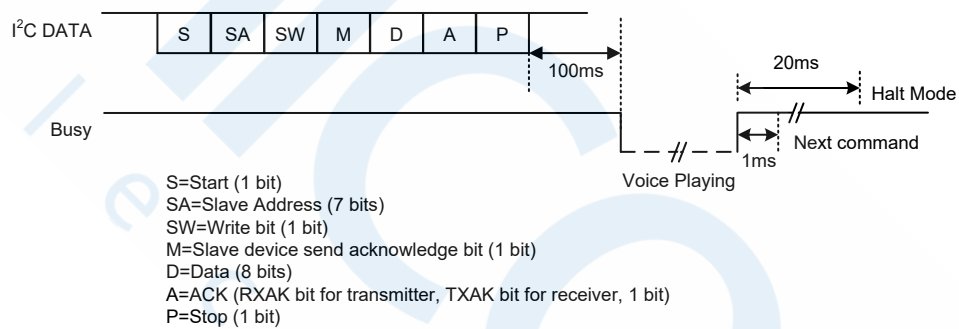 I²C DATA
S SA SW M D A P
100ms
20ms
Halt Mode
Busy
1ms
Next command
Voice Playing
S=Start (1 bit)
SA=Slave Address (7 bits)
SW=Write bit (1 bit)
M=Slave device send acknowledge bit (1 bit)
D=Data (8 bits)
A=ACK (RXAK bit for transmitter, TXAK bit for receiver, 1 bit)
P=Stop (1 bit)